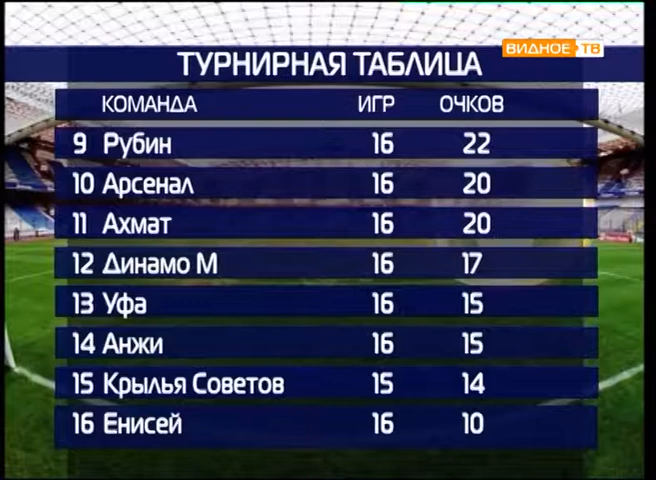 ВИДНОЕ ТВ
ТУРНИРНАЯ ТАБЛИЦА
КОМАНДА ИГР ОЧКОВ
9 Рубин 16 22
10 Арсенал 16 20
11 Ахмат 16 20
12 Динамо М 16 17
13 Уфа 16 15
14 Анжи 16 15
15 Крылья Советов 15 14
16 Енисей 16 10